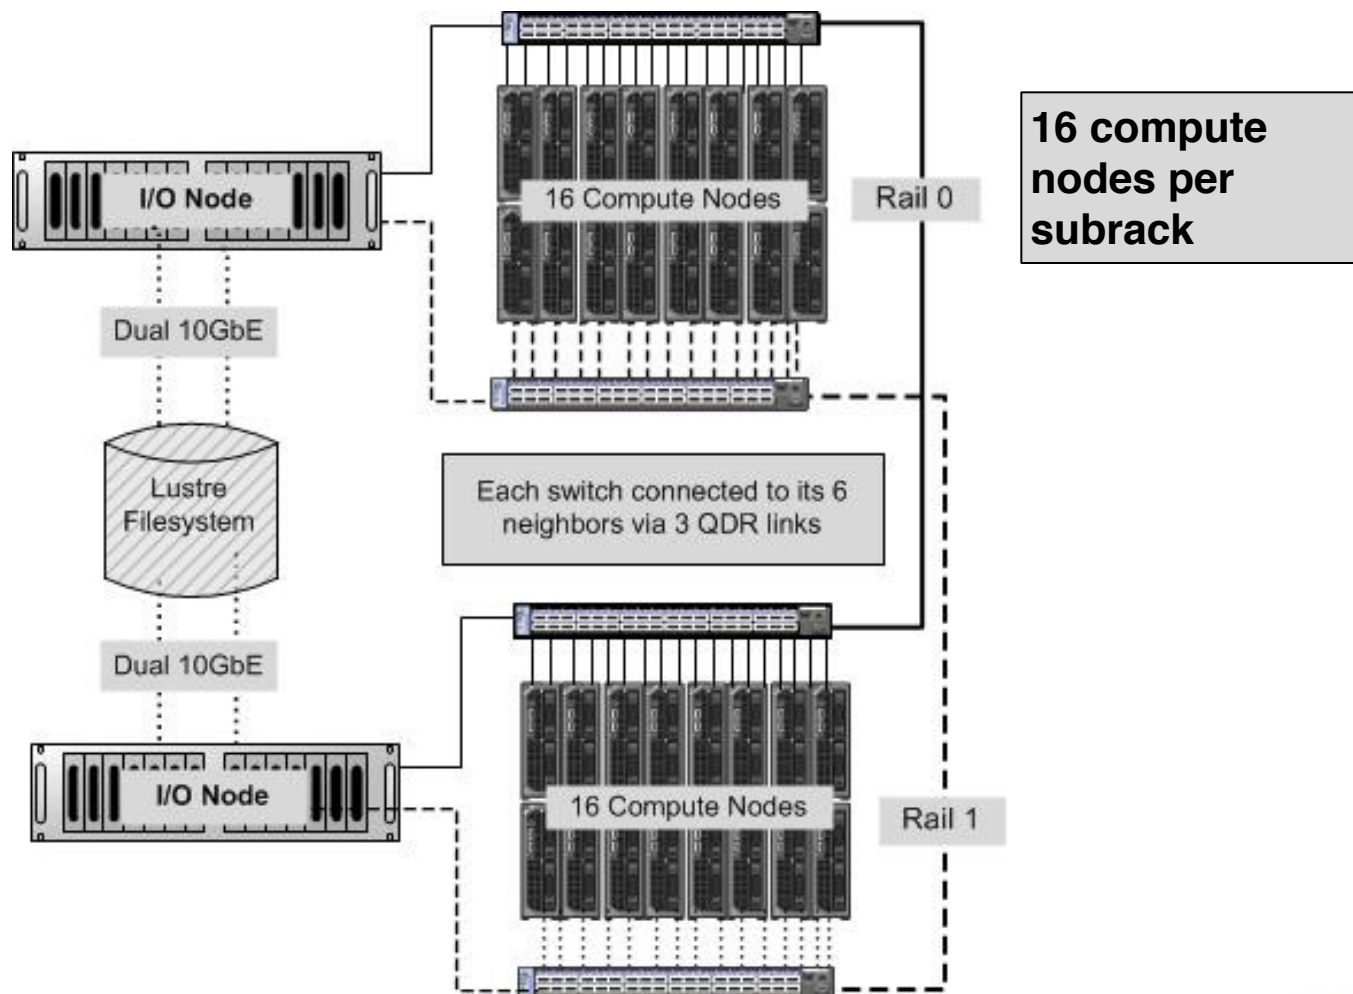 16 compute
nodes per
subrack
I/O Node
16 Compute Nodes
Rail 0
Dual 10GbE
Lustre
Filesystem
Each switch connected to its 6
neighbors via 3 QDR links
Dual 10GbE
I/O Node
16 Compute Nodes
Rail 1